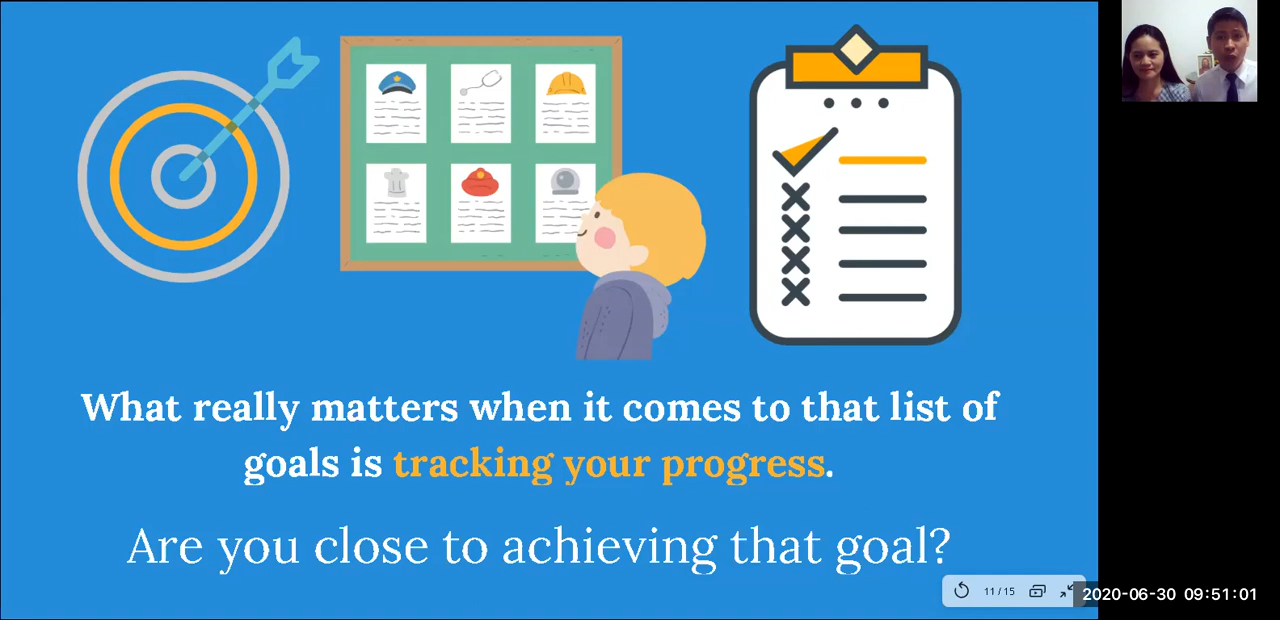 What really matters when it comes to that list of
goals is tracking your progress.
Are you close to achieving that goal?
11 / 15
2020-06-30 09:51:01